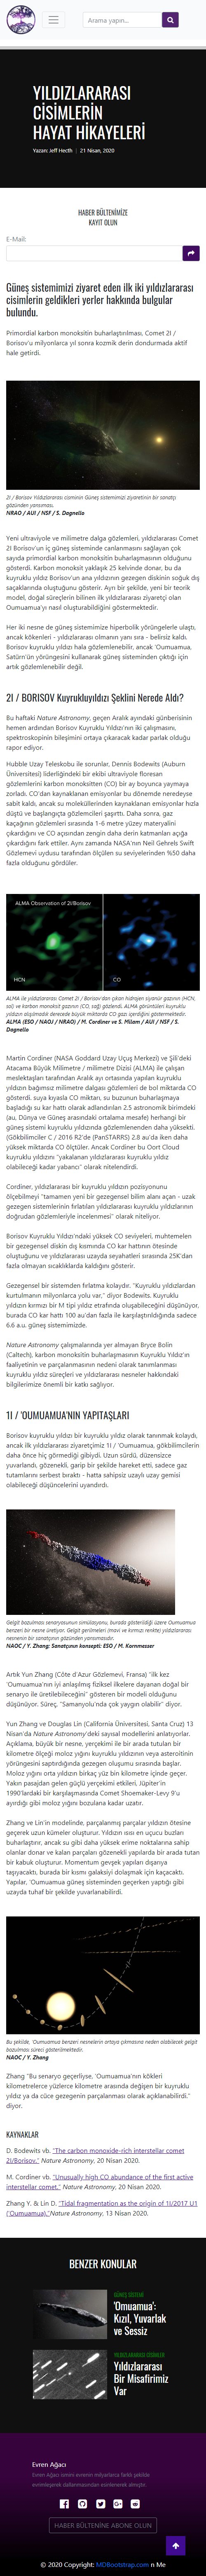 Arama yapın...
YILDIZLARARASI
CİSİMLERİN
HAYAT HİKAYELERİ
Yazan: Jeff Hecth | 21 Nisan, 2020
HABER BÜLTENİMİZE
KAYIT OLUN
E-Mail:
Güneş sistemimizi ziyaret eden ilk iki yıldızlararası
cisimlerin geldikleri yerler hakkında bulgular
bulundu.
Primordial karbon monoksitin buharlaştırılması, Comet 2I /
Borisov'u milyonlarca yıl sonra kozmik derin dondurmada aktif
hale getirdi.
2I / Borisov Yıldızlararası cisminin Güneş sistemimizi ziyaretinin bir sanatçı
gözünden yansıması.
NRAO / AUI / NSF / S. Dagnello
Yeni ultraviyole ve milimetre dalga gözlemleri, yıldızlararası Comet
2I Borisov'un iç güneş sisteminde canlanmasını sağlayan çok
sayıda primordial karbon monoksitin buharlaşmasının olduğunu
gösterdi. Karbon monoksit yaklaşık 25 kelvinde donar, bu da
kuyruklu yıldız Borisov'un ana yıldızının gezegen diskinin soğuk dış
kısmında oluştuğunu gösteriyor. Ayrı bir şekilde, yeni bir teorik
model, doğal süreçlerin bilinen ilk yıldızlararası ziyaretçi olan
Oumuamua'yı nasıl oluşturabildiğini göstermektedir.
Her iki nesne de güneş sistemimize hiperbolik yörüngelerle ulaştı,
ancak kökenleri - yıldızlararası olmanın yanı sıra - belirsiz kaldı.
Borisov kuyruklu yıldızı hala gözlemlenebilir, ancak 'Oumuamua,
Satürn'ün yörüngesini kullanarak güneş sisteminden çıktığı için
artık gözlemlenebilir değil.
2I / BORISOV Kuyrukluyıldızı Şeklini Nerede Aldı?
Bu haftaki Nature Astronomy, gezegen ayındaki günberisinin
hemen ardından Borisov Kuyruklu Yıldızı'nın iki çalışmasını,
spektroskopinin bileşimini ortaya çıkaracak kadar parlak olduğu
rapor ediyor.
Hubble Uzay Teleskobu ile sorunlar, Dennis Bodewits (Auburn
Üniversitesi) liderliğindeki bir ekibi ultraviyole floresan
gözlemlerini karbon monoksitten (CO) bir ay boyunca yaymaya
zorladı. CO'dan kaynaklanan emisyonlar bu dönemde neredeyse
sabit kaldı, ancak su moleküllerinden kaynaklanan emisyonlar hızla
düştü ve başlangıçta gözlemcileri şaşırttı. Daha sonra, gaz
kaçağının gözlemleri sırasında 1-6 metre yüzey materyalini
çıkardığını ve CO açısından zengin daha derin katmanları açığa
çıkardığını fark ettiler. Aynı zamanda NASA'nın Neil Gehrels Swift
Gözlemevi uydusu tarafından ölçülen su seviyelerinden %50 daha
fazla olduğunu gördüler.
ALMA Observation of 2I/Borisov
HCN
CO
ALMA ile yıldızlararası Comet 2I / Borisov'dan çıkan hidrojen siyanür gazının (HCN,
sol) ve karbon monoksit gazının (CO, sağ) gözlendi. ALMA görüntüleri kuyruklu
yıldızın alışılmadık derecede büyük miktarda CO gazı içerdiğini göstermektedir.
ALMA (ESO / NAOJ / NRAO) / M. Cordiner ve S. Milam / AUI / NSF / S.
Dagnello
Martin Cordiner (NASA Goddard Uzay Uçuş Merkezi) ve Şili'deki
Atacama Büyük Milimetre / milimetre Dizisi (ALMA) ile çalışan
meslektaşları tarafından Aralık ayı ortasında yapılan kuyruklu
yıldızın bağımsız milimetre dalgası gözlemleri de bol miktarda CO
gösterdi. suya kıyasla CO miktarı, su buzunun buharlaşmaya
başladığı su kar hattı olarak adlandırılan 2.5 astronomik birimdeki
(au, Dünya ve Güneş arasındaki ortalama mesafe) herhangi bir iç
güneş sistemi kuyruklu yıldızında olduğundan daha yüksekti.
(Gökbilimciler C / 2016 R2'de (PanSTARRS) 2.8 au'da iken daha
yüksek miktarda CO ölçtüler. Ancak Cordiner bu Oort Cloud
kuyruklu yıldızını "yakalanan yıldızlararası kuyruklu yıldız
olabileceği kadar yabancı" olarak nitelendirdi.
Cordiner, yıldızlararası bir kuyruklu yıldızın pozisyonunu
ölçebilmeyi "tamamen yeni bir gezegensel bilim aracı açan - uzak
gezegen sistemlerinin fırlatılan yıldızlararası kuyruklu yıldızlarının
doğrudan gözlemleriyle incelenmesi" olarak niteliyor.
Borisov Kuyruklu Yıldızı'ndaki yüksek CO seviyeleri, muhtemelen
bir gezegensel diskin dış kısmında CO kar hattının ötesinde
oluştuğunu ve yıldızlararası uzayda seyahatleri sırasında 25K'dan
fazla olmayan sıcaklıklarda kaldığını gösterir.
Gezegensel bir sistemden fırlatma kolaydır. "Kuyruklu yıldızlardan
kurtulmanın milyonlarca yolu var," diyor Bodewits. Kuyruklu
yıldızın kırmızı bir M tipi yıldız etrafında oluşabileceğini düşünüyor,
burada CO kar hattı 100 au'dan fazla ile karşılaştırıldığında sadece
6.6 a.u. güneş sistemimizde.
Nature Astronomy çalışmalarında yer almayan Bryce Bolin
(Caltech), karbon monoksitin buharlaşmasının Kuyruklu Yıldız'ın
faaliyetinin ve parçalanmasının nedeni olarak tanımlanması
kuyruklu yıldız süreçleri ve yıldızlararası nesneler hakkındaki
bilgilerimize önemli bir katkı sağlıyor.
1I / 'OUMUAMUA'NIN YAPITAŞLARI
Borisov kuyruklu yıldızı bir kuyruklu yıldız olarak tanınmak kolaydı,
ancak ilk yıldızlararası ziyaretçimiz 1I / 'Oumuamua, gökbilimcilerin
daha önce hiç görmediği gibiydi. Uzun sürdü, düzensizce
yuvarlandı, gözenekli, garip bir şekilde hareket etti, sadece gaz
tatamlarını serbest bıraktı - hatta sahipsiz uzaylı uzay gemisi
olabileceği düşüncelerini uyandırdı.
Gelgit bozulması senaryosunun simülasyonu, burada gösterildiği üzere Oumuamua
benzeri bir nesne üretiyor. Gelgit gerilmeleri (mavi ve kırmızı renkte) yıldızlararası
nesnenin bir sanatçının gözünden yansımasıdır.
NAOC / Y. Zhang; Sanatçının konsepti: ESO / M. Kornmesser
Artık Yun Zhang (Côte d'Azur Gözlemevi, Fransa) "ilk kez
'Oumuamua'nın iyi anlaşılmış fiziksel ilkelere dayanan doğal bir
senaryo ile üretilebileceğini" gösteren bir modeli olduğunu
düşünüyor. Süreç, "Samanyolu'nda çok yaygın olabilir" diyor.
Yun Zhang ve Douglas Lin (California Üniversitesi, Santa Cruz) 13
Nisan'da Nature Astronomy'deki sayısal modellemelerini anlatıyorlar.
Açıklama, büyük bir nesne, yerçekimi ile bir arada tutulan bir
kilometre ölçeği moloz yığını kuyruklu yıldızının veya asteroitinin
yörüngesini saptırdığında gezegen oluşumu sırasında başlar.
Moloz yığını orta yıldızın birkaç yüz bin kilometre içinde geçer.
Yakın pasajdan gelen güçlü yerçekimi etkileri, Jüpiter'in
1990'lardaki bir karşılaşmasında Comet Shoemaker-Levy 9'u
ayırdığı gibi moloz yığını bozulana kadar uzatır.
Zhang ve Lin'in modelinde, parçalanmış parçalar yıldızın ötesine
geçerek uzun kümeler oluşturur. Yıldızın ısısı en uçucu buzları
buharlaştırır, ancak su gibi daha yüksek erime noktalarına sahip
olanlar donar ve kalan parçaları gözenekli yapılarda bir arada tutan
bir kabuk oluşturur. Momentum gevşek yapılan dışarıya
taşıyacaktı, burada bir kısmı galaksiyi dolaşmak için kaçacaktı.
Yapılar, 'Oumuamua güneş sisteminden geçerken yaptığı gibi
uzayda tuhaf bir şekilde yuvarlanabilirdi.
Bu şekilde, 'Oumuamua benzeri nesnelerin ortaya çıkmasına neden olabilecek gelgit
bozulması süreci gösterilmektedir.
NAOC / Y. Zhang
Zhang "Bu senaryo geçerliyse, 'Oumuamua'nın kökleri
kilometrelerce yüzlerce kilometre arasında değişen bir kuyruklu
yıldız ya da cüce gezegenin parçalanmış çekirdeği olabilirdi."
diyor.
KAYNAKLAR
D. Bodewits vb. "The carbon monoxide-rich interstellar comet
2I/Borisov." Nature Astronomy, 20 Nisan 2020.
M. Cordiner vb. "Unusually high CO abundance of the first active
interstellar comet." Nature Astronomy, 20 Nisan 2020.
Zhang Y. & Lin D. "Tidal fragmentation as the origin of 1I/2017 U1
('Oumuamua)."Nature Astronomy, 13 Nisan 2020.
BENZER KONULAR
GÜNEŞ SİSTEMİ
'Omuamua':
Kızıl, Yuvarlak
ve Sessiz
YILDIZLARARASI CİSİMLER
Yıldızlararası
Bir Misafirimiz
Var
Evren Ağacı
Evren Ağacı ismini evrenin milyarlarca farklı şekilde
evrimleşerek dallanmasından esinlenerek almıştır.
HABER BÜLTENİNE ABONE OLUN
© 2020 Copyright: MDBootstrap.com n Me